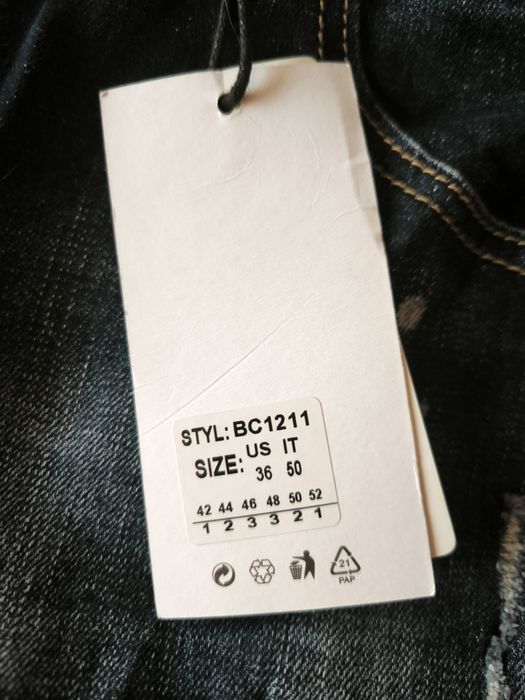 STYL: BC1211
SIZE: US IT
36 50
42 44 46 48 50 52
1 2 3 3 2 1
21
PAP